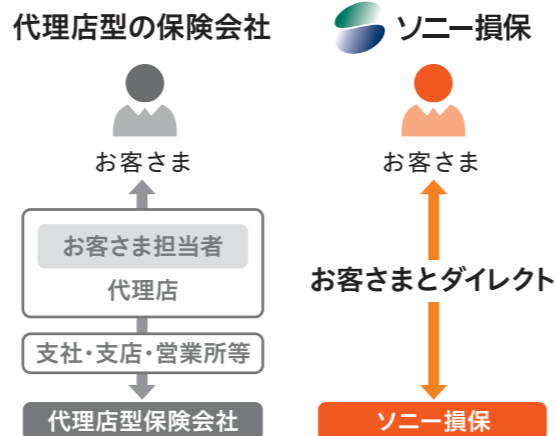 代理店型の保険会社
お客さま
お客さま担当者
代理店
支社・支店・営業所等
代理店型保険会社
ソニー損保
お客さま
お客さまとダイレクト
ソニー損保